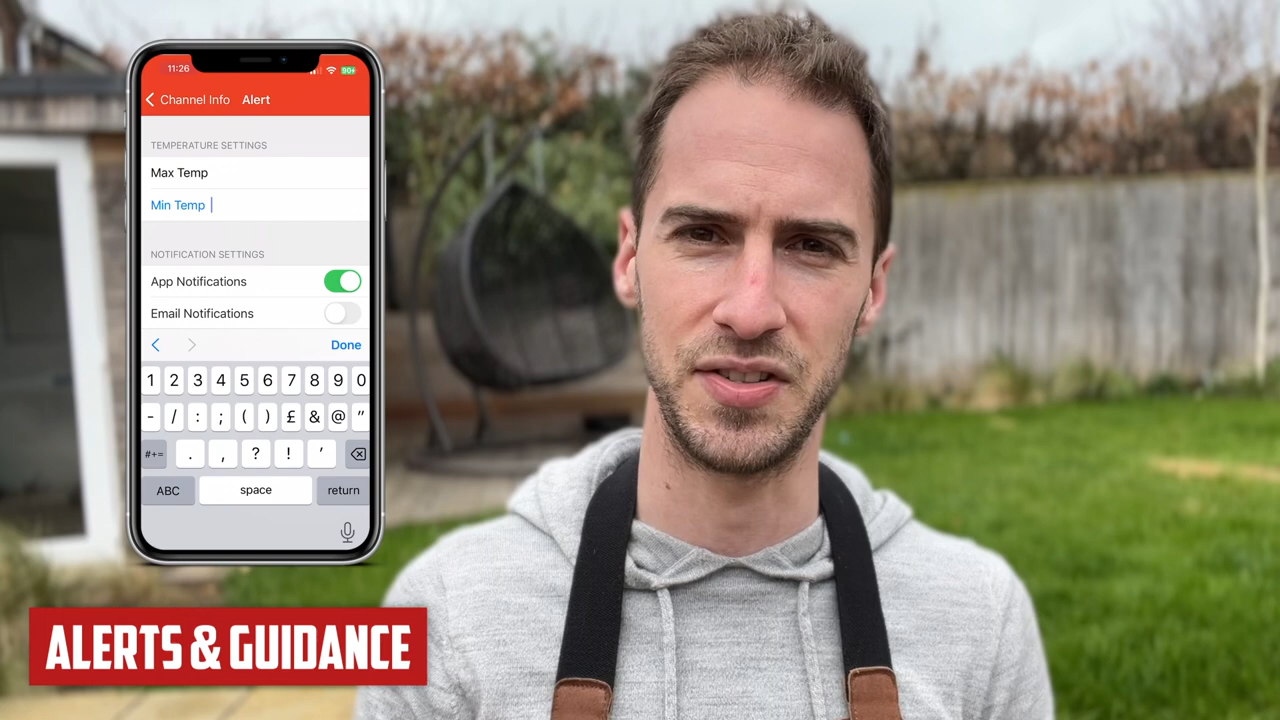 11:26
90+
Channel Info Alert
TEMPERATURE SETTINGS
Max Temp
Min Temp
NOTIFICATION SETTINGS
App Notifications
Email Notifications
Done
1 2 3 4 5 6 7 8 9 0
- / : ; ( ) £ & @ "
#+= . , ? ! '
ABC space return
ALERTS & GUIDANCE